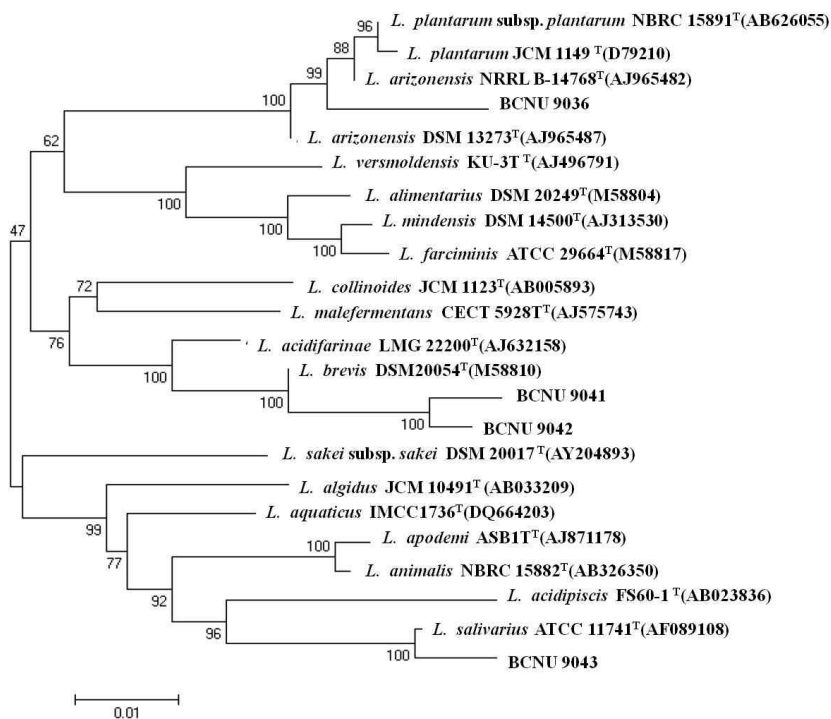 96
L. plantarum subsp. plantarum NBRC 15891T(AB626055)
88
L. plantarum JCM 1149 T(D79210)
99
L. arizonensis NRRL B-14768T(AJ965482)
100
BCNU 9036
62
L. arizonensis DSM 13273T(AJ965487)
L. versmoldensis KU-3T T(AJ496791)
100
L. alimentarius DSM 20249T(M58804)
100
L. mindensis DSM 14500T(AJ313530)
47
100
L. farciminis ATCC 29664T(M58817)
72
L. collinoides JCM 1123T(AB005893)
L. malefermentans CECT 5928TT(AJ575743)
76
L. acidifarinae LMG 22200T(AJ632158)
100
L. brevis DSM20054T(M58810)
100
BCNU 9041
100
BCNU 9042
L. sakei subsp. sakei DSM 20017T(AY204893)
L. algidus JCM 10491T(AB033209)
99
L. aquaticus IMCC1736T(DQ664203)
77
100
L. apodemi ASB1TT(AJ871178)
L. animalis NBRC 15882T(AB326350)
92
L. acidipiscis FS60-1 T(AB023836)
96
L. salivarius ATCC 11741T(AF089108)
100
BCNU 9043
0.01